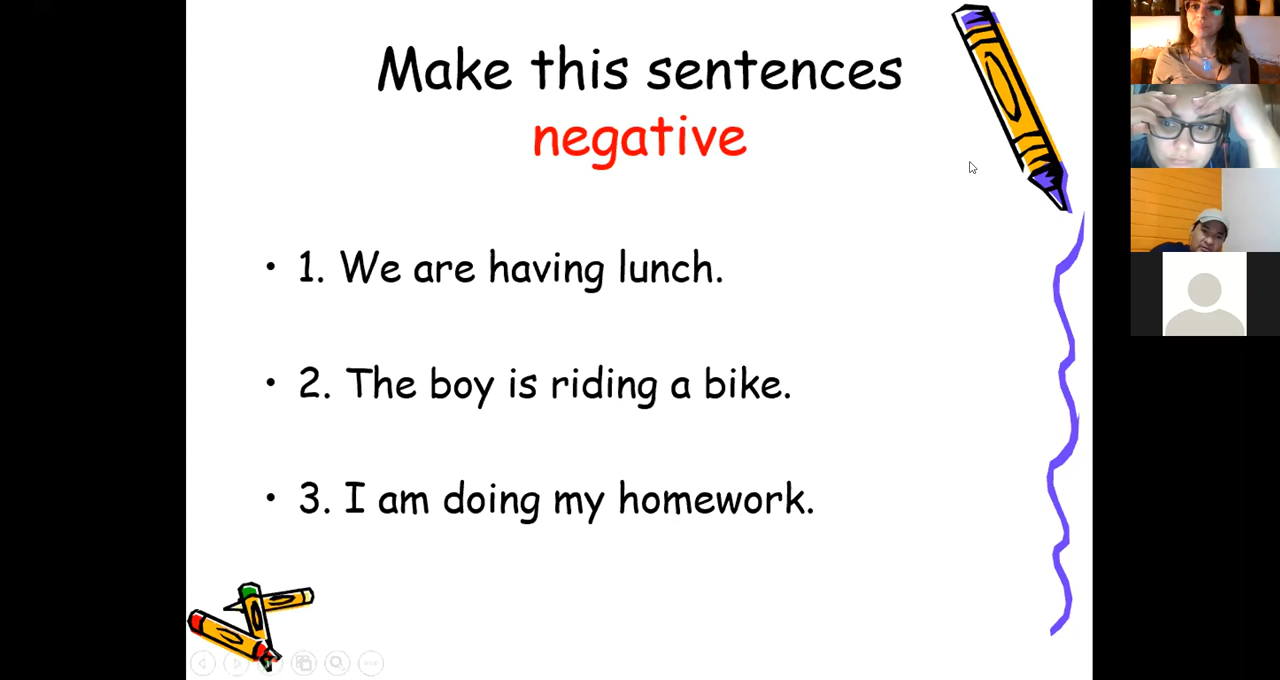 Make this sentences
negative
• 1. We are having lunch.
• 2. The boy is riding a bike.
• 3. I am doing my homework.